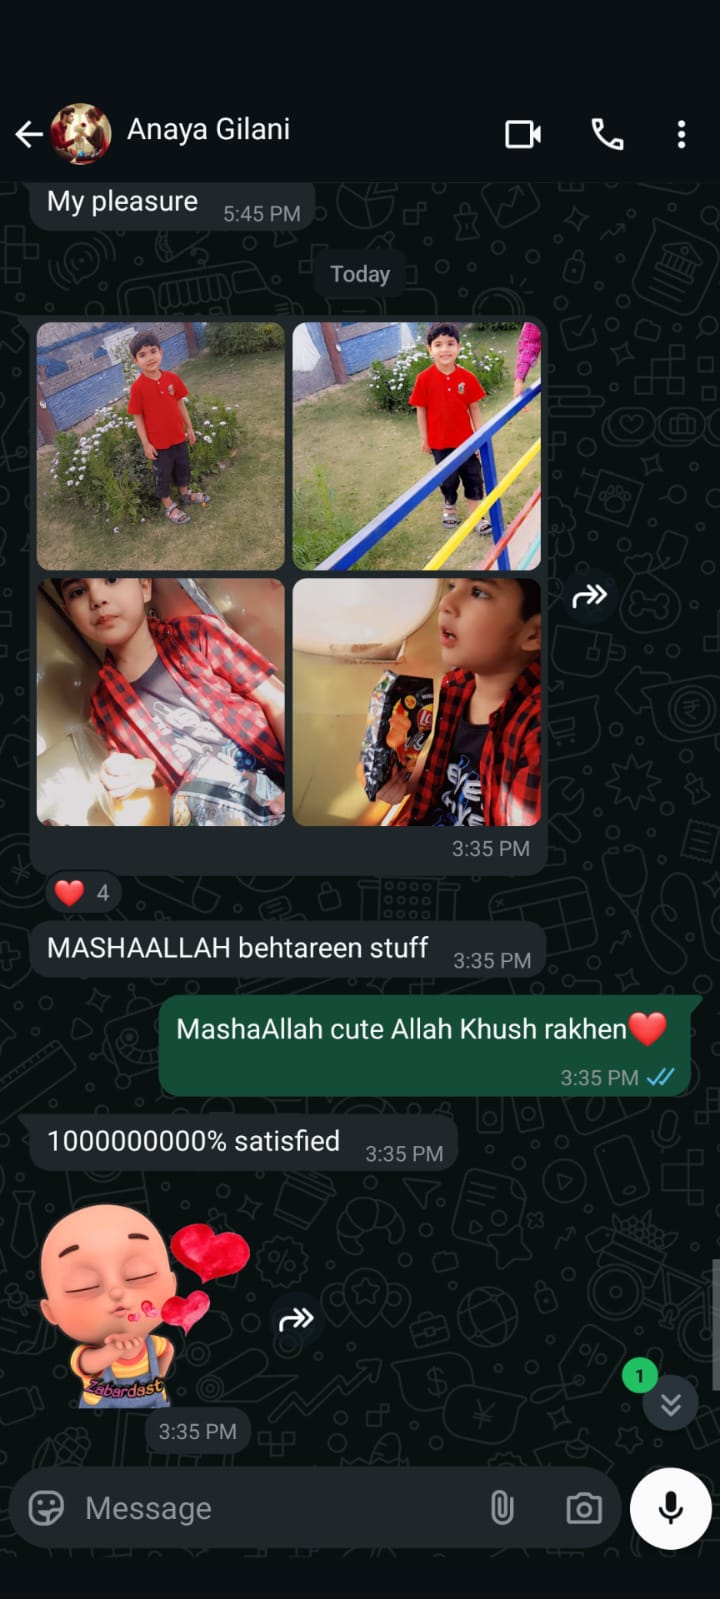 Anaya Gilani
My pleasure 5:45 PM
Today
3:35 PM
❤️ 4
MASHAALLAH behtareen stuff 3:35 PM
MashaAllah cute Allah Khush rakhen❤️
3:35 PM
1000000000% satisfied 3:35 PM
Zabardast
1
3:35 PM
Message